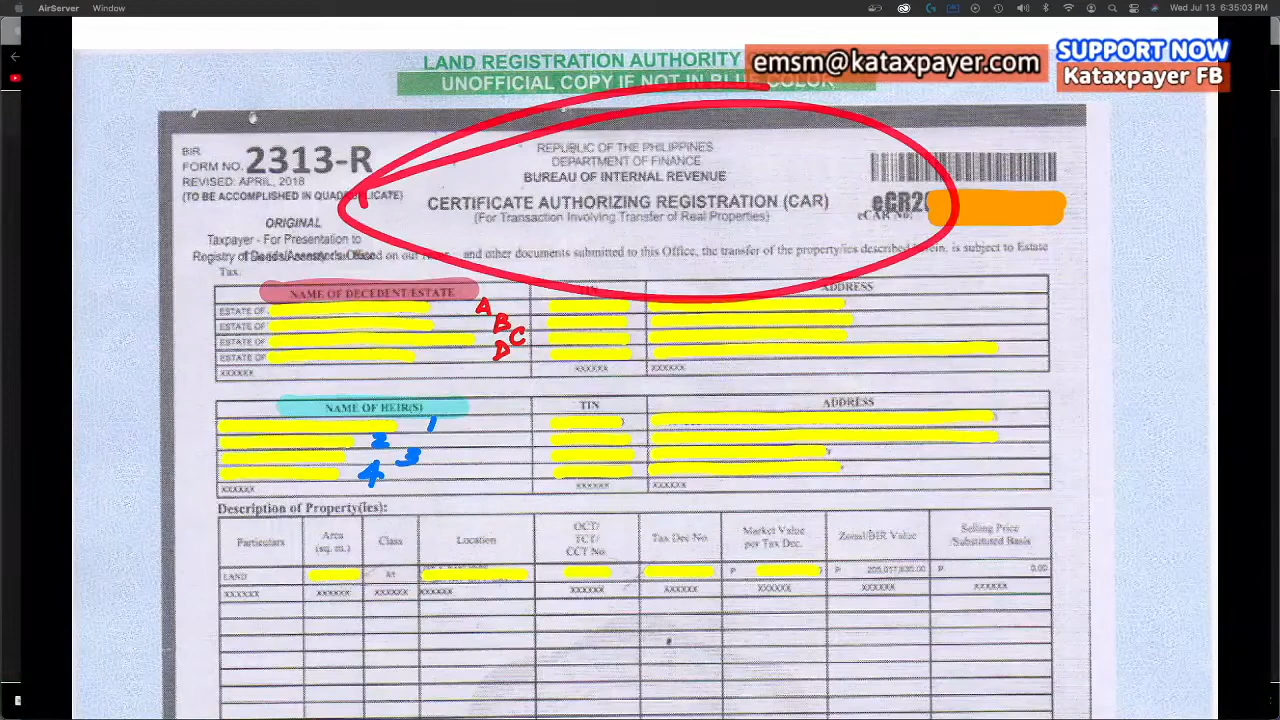 AirServer Window Wed Jul 13 6:35:03 PM
LAND REGISTRATION AUTHORITY
UNOFFICIAL COPY IF NOT IN BLUE COLOR
emsm@kataxpayer.com
SUPPORT NOW
Kataxpayer FB
BIR
FORM NO. 2313-R
REVISED: APRIL, 2018
(TO BE ACCOMPLISHED IN QUADRUPLICATE)
ORIGINAL
Taxpayer - For Presentation to
Registry of
REPUBLIC OF THE PHILIPPINES
DEPARTMENT OF FINANCE
BUREAU OF INTERNAL REVENUE
CERTIFICATE AUTHORIZING REGISTRATION (CAR)
(For Transaction Involving Transfer of Real Properties)
eCR20
eCAR No.
and other documents submitted to this Office, the transfer of the property/ies described herein, is subject to Estate
Tax.
NAME OF DECEDENT/ESTATE ADDRESS
ESTATE OF A
ESTATE OF B
ESTATE OF C
ESTATE OF D
XXXXXX XXXXXX XXXXXX
NAME OF HEIR(S) TIN ADDRESS
1
2
3
4
XXXXXX XXXXXX XXXXXX
Description of Property(ies):
Particulars Area (sq. m.) Class Location OCT/ TCT/ CCT No. Tax Dec No. Market Value per Tax Dec. Zonal/BIR Value Selling Price Substituted Basis
LAND P P P 0.00
XXXXXX XXXXXX XXXXXX XXXXXX XXXXXX XXXXXX XXXXXX XXXXXX XXXXXX